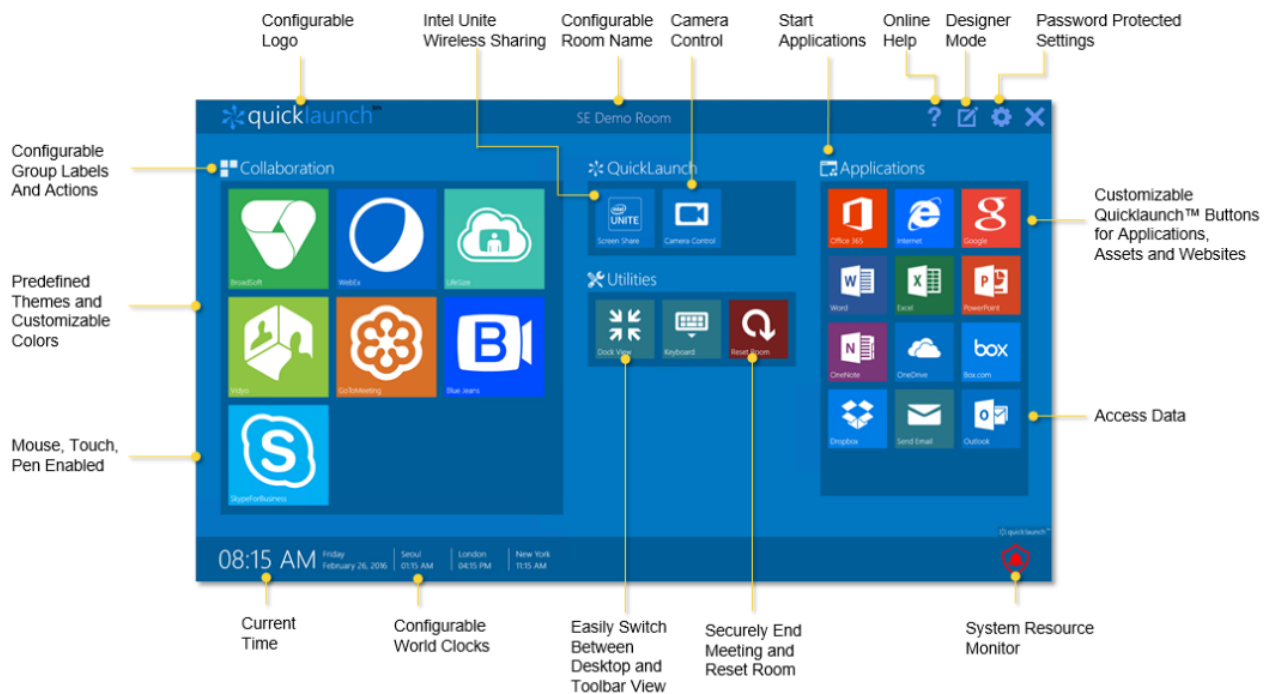 Configurable
Logo
Intel Unite
Wireless Sharing
Configurable
Room Name
Camera
Control
Start
Applications
Online
Help
Designer
Mode
Password Protected
Settings
quicklaunch
SE Demo Room
?
Configurable
Group Labels
And Actions
Collaboration
QuickLaunch
Applications
BroadSoft
WebEx
LifeSize
intel
UNITE
Screen Share
Camera Control
Office 365
Internet
Google
Customizable
Quicklaunch™ Buttons
for Applications,
Assets and Websites
Predefined
Themes and
Customizable
Colors
Utilities
Vidyo
GoToMeeting
B
Blue Jeans
Dock View
Keyboard
Reset Room
W
Word
X
Excel
P
PowerPoint
N
OneNote
OneDrive
box
Box.com
Mouse, Touch,
Pen Enabled
S
SkypeForBusiness
Dropbox
Send Email
O
Outlook
Access Data
quicklaunch™
08:15 AM
Friday
February 26, 2016
Seoul
01:15 AM
London
04:15 PM
New York
11:15 AM
Current
Time
Configurable
World Clocks
Easily Switch
Between
Desktop and
Toolbar View
Securely End
Meeting and
Reset Room
System Resource
Monitor